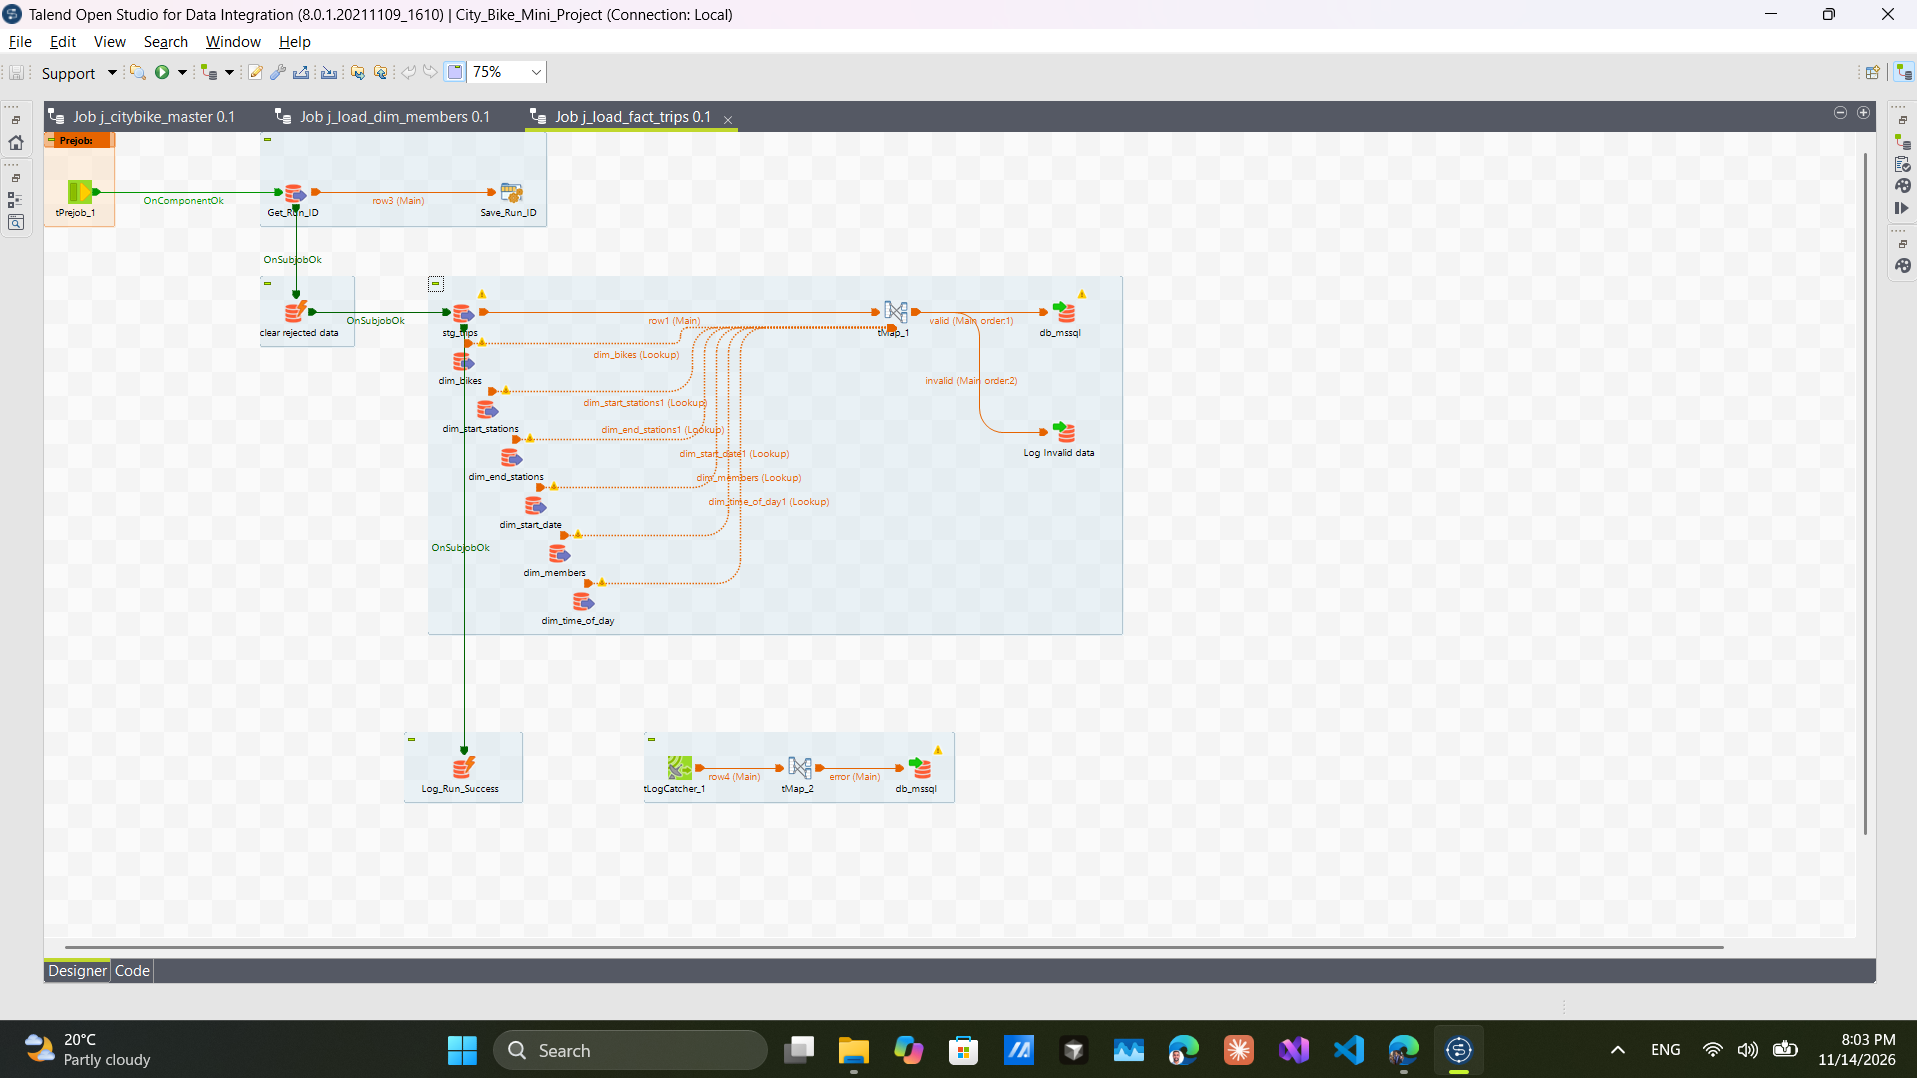 Talend Open Studio for Data Integration (8.0.1.20211109_1610) | City_Bike_Mini_Project (Connection: Local)
File Edit View Search Window Help
Support 75%
Job j_citybike_master 0.1 Job j_load_dim_members 0.1 Job j_load_fact_trips 0.1
Prejob:
OnComponentOk row3 (Main)
tPrejob_1 Get_Run_ID Save_Run_ID
OnSubjobOk
OnSubjobOk row1 (Main) valid (Main order:1)
clear rejected data stg_trips tMap_1 db_mssql
dim_bikes (Lookup)
dim_bikes invalid (Main order:2)
dim_start_stations1 (Lookup)
dim_start_stations dim_end_stations1 (Lookup)
dim_start_date1 (Lookup) Log Invalid data
dim_end_stations dim_members (Lookup)
dim_time_of_day1 (Lookup)
dim_start_date
OnSubjobOk
dim_members
dim_time_of_day
row4 (Main) error (Main)
Log_Run_Success tLogCatcher_1 tMap_2 db_mssql
Designer Code
20°C
Partly cloudy
Search
ENG
8:03 PM
11/14/2026